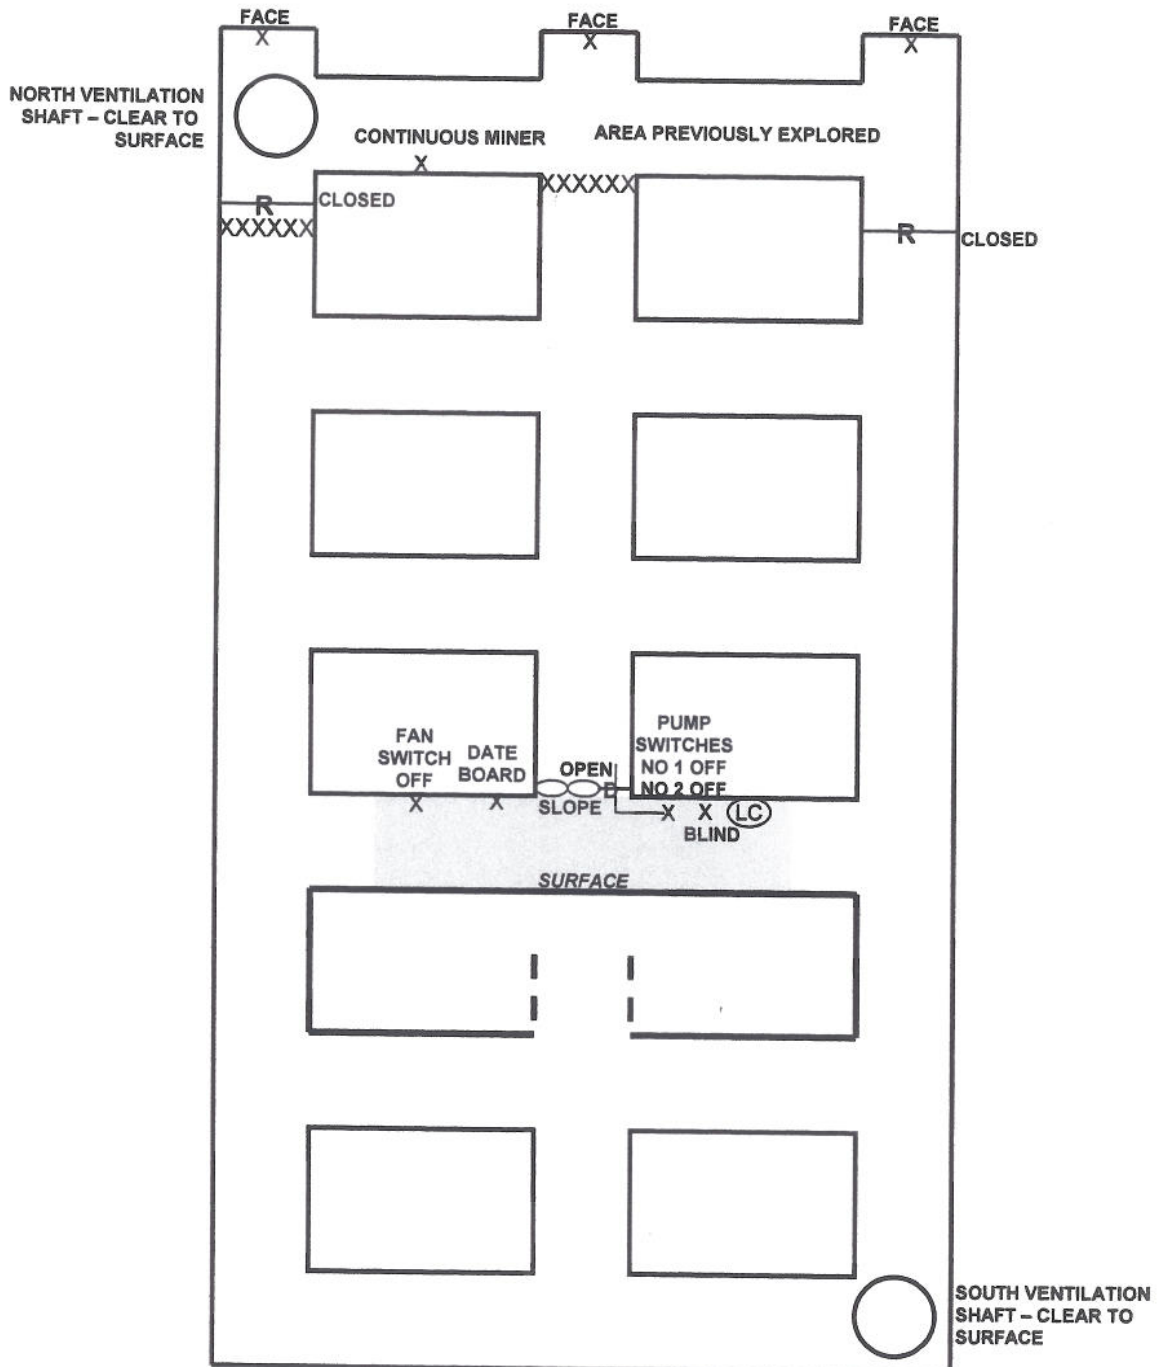 FACE
X
FACE
X
FACE
X
NORTH VENTILATION
SHAFT – CLEAR TO
SURFACE
CONTINUOUS MINER
X
AREA PREVIOUSLY EXPLORED
XXXXXX
R
CLOSED
XXXXXX
R
CLOSED
FAN
SWITCH
OFF
X
DATE
BOARD
X
OPEN
SLOPE
PUMP
SWITCHES
NO 1 OFF
NO 2 OFF
X
X
LC
BLIND
SURFACE
SOUTH VENTILATION
SHAFT – CLEAR TO
SURFACE